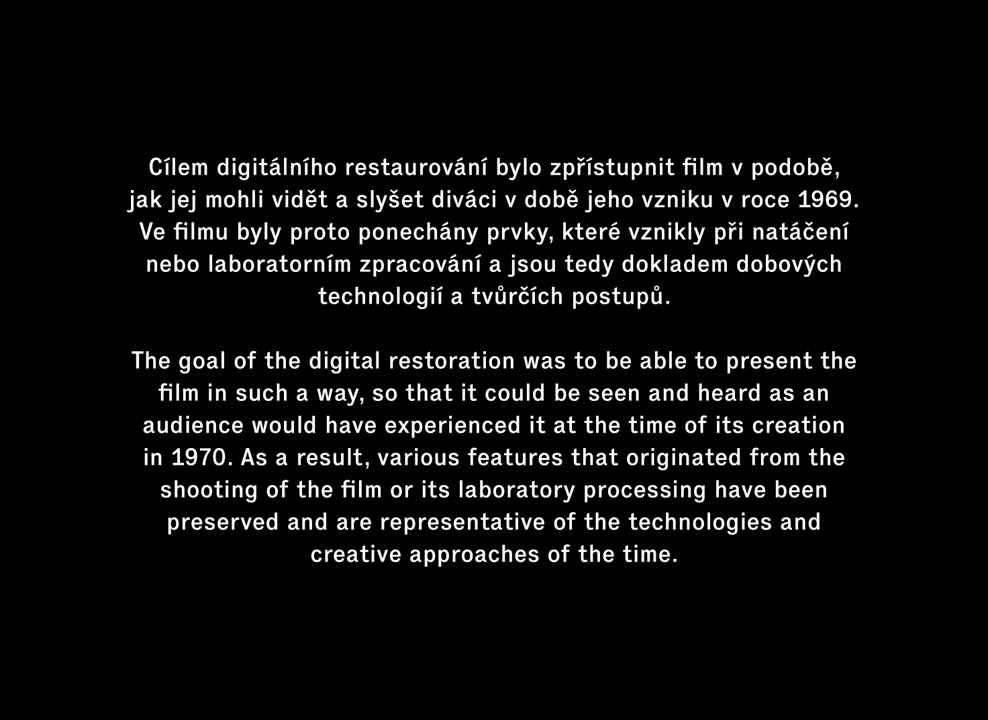 Cílem digitálního restaurování bylo zpřístupnit film v podobě,
jak jej mohli vidět a slyšet diváci v době jeho vzniku v roce 1969.
Ve filmu byly proto ponechány prvky, které vznikly při natáčení
nebo laboratorním zpracování a jsou tedy dokladem dobových
technologií a tvůrčích postupů.
The goal of the digital restoration was to be able to present the
film in such a way, so that it could be seen and heard as an
audience would have experienced it at the time of its creation
in 1970. As a result, various features that originated from the
shooting of the film or its laboratory processing have been
preserved and are representative of the technologies and
creative approaches of the time.